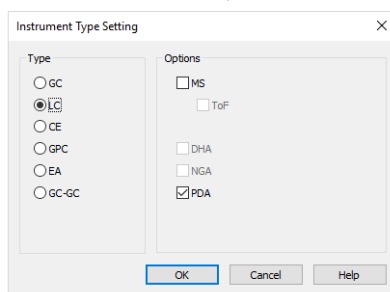 Instrument Type Setting
Type
GC
LC
CE
GPC
EA
GC-GC
Options
MS
ToF
DHA
NGA
PDA
OK
Cancel
Help